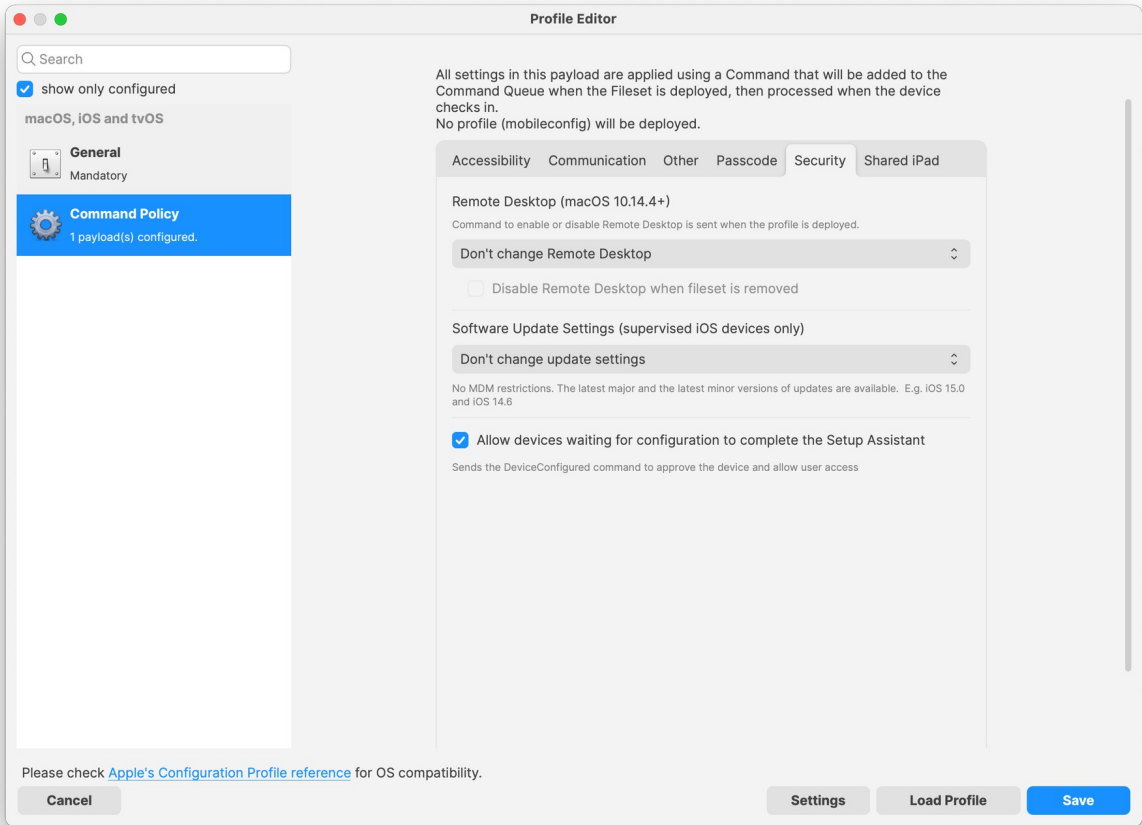 Profile Editor
Search
show only configured
macOS, iOS and tvOS
General
Mandatory
Command Policy
1 payload(s) configured.
All settings in this payload are applied using a Command that will be added to the
Command Queue when the Fileset is deployed, then processed when the device
checks in.
No profile (mobileconfig) will be deployed.
Accessibility Communication Other Passcode Security Shared iPad
Remote Desktop (macOS 10.14.4+)
Command to enable or disable Remote Desktop is sent when the profile is deployed.
Don't change Remote Desktop
Disable Remote Desktop when fileset is removed
Software Update Settings (supervised iOS devices only)
Don't change update settings
No MDM restrictions. The latest major and the latest minor versions of updates are available. E.g. iOS 15.0
and iOS 14.6
Allow devices waiting for configuration to complete the Setup Assistant
Sends the DeviceConfigured command to approve the device and allow user access
Please check Apple's Configuration Profile reference for OS compatibility.
Cancel Settings Load Profile Save